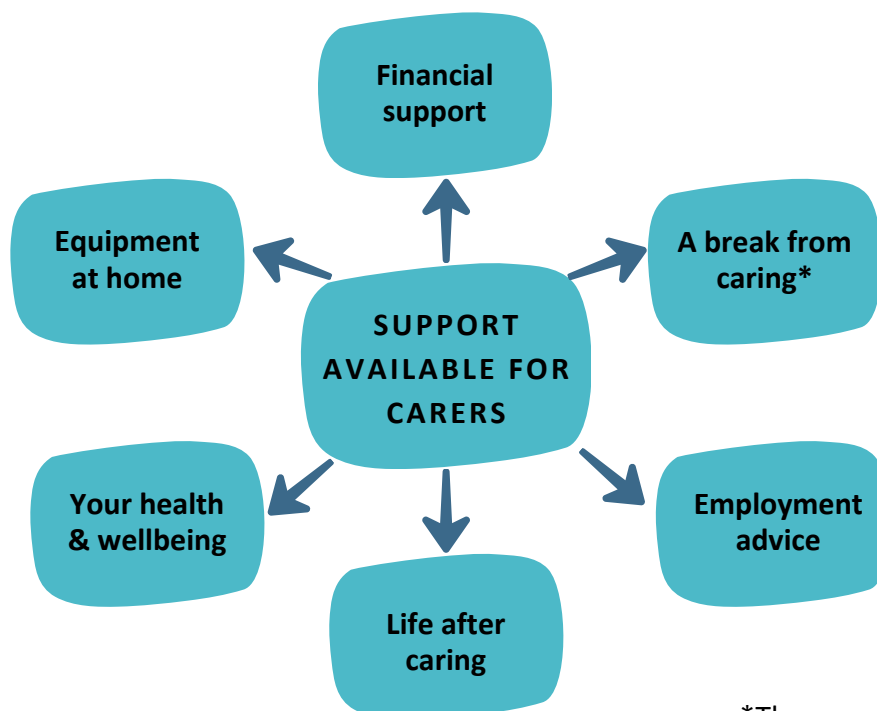 Financial
support
Equipment
at home
A break from
caring*
SUPPORT
AVAILABLE FOR
CARERS
Your health
& wellbeing
Employment
advice
Life after
caring